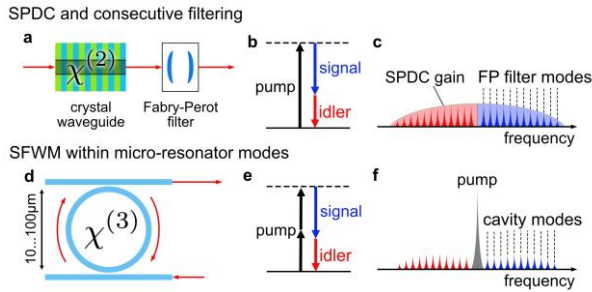 SPDC and consecutive filtering
a
χ(2)
crystal
waveguide
Fabry-Perot
filter
b
pump
signal
idler
c
SPDC gain
FP filter modes
frequency
SFWM within micro-resonator modes
d
10...100μm
χ(3)
e
pump
signal
idler
f
pump
cavity modes
frequency